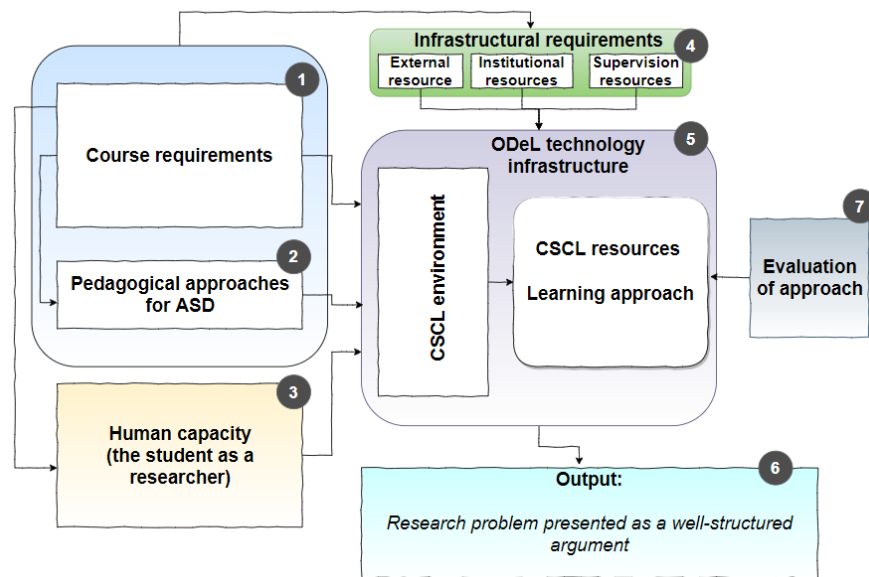 1
Course requirements
2
Pedagogical approaches
for ASD
3
Human capacity
(the student as a
researcher)
4
Infrastructural requirements
External
resource
Institutional
resources
Supervision
resources
5
ODeL technology
infrastructure
CSCL environment
CSCL resources
Learning approach
7
Evaluation
of approach
6
Output:
Research problem presented as a well-structured
argument